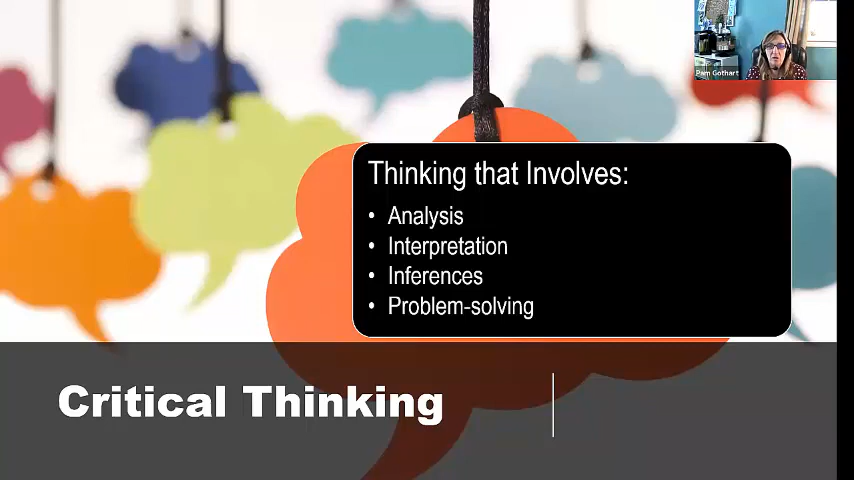 Pam Gothart
Thinking that Involves:
• Analysis
• Interpretation
• Inferences
• Problem-solving
Critical Thinking